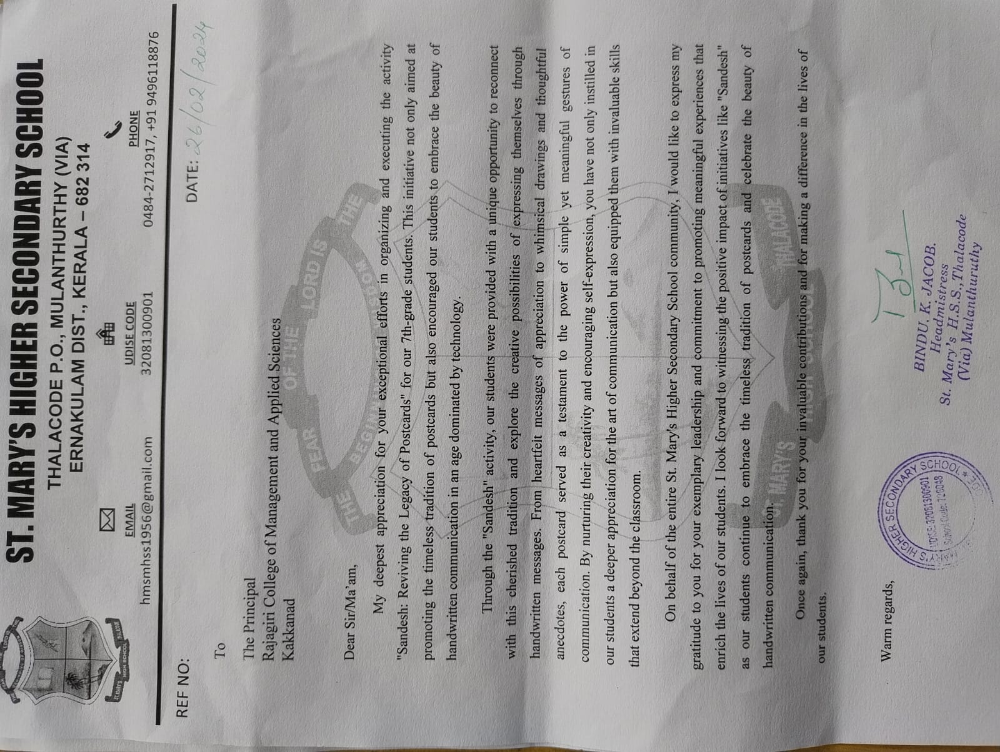 ST. MARY'S HIGHER SECONDARY SCHOOL
THALACODE P.O., MULANTHURTHY (VIA)
ERNAKULAM DIST., KERALA – 682 314
EMAIL
hmsmhss1956@gmail.com
UDISE CODE
32081300901
PHONE
0484-2712917, +91 9496118876
REF NO:
DATE: 26/02/2024
To
The Principal
Rajagiri College of Management and Applied Sciences
Kakkanad
Dear Sir/Ma'am,
My deepest appreciation for your exceptional efforts in organizing and executing the activity
"Sandesh: Reviving the Legacy of Postcards" for our 7th-grade students. This initiative not only aimed at
promoting the timeless tradition of postcards but also encouraged our students to embrace the beauty of
handwritten communication in an age dominated by technology.
Through the "Sandesh" activity, our students were provided with a unique opportunity to reconnect
with this cherished tradition and explore the creative possibilities of expressing themselves through
handwritten messages. From heartfelt messages of appreciation to whimsical drawings and thoughtful
anecdotes, each postcard served as a testament to the power of simple yet meaningful gestures of
communication. By nurturing their creativity and encouraging self-expression, you have not only instilled in
our students a deeper appreciation for the art of communication but also equipped them with invaluable skills
that extend beyond the classroom.
On behalf of the entire St. Mary's Higher Secondary School community, I would like to express my
gratitude to you for your exemplary leadership and commitment to promoting meaningful experiences that
enrich the lives of our students. I look forward to witnessing the positive impact of initiatives like "Sandesh"
as our students continue to embrace the timeless tradition of postcards and celebrate the beauty of
handwritten communication.
Once again, thank you for your invaluable contributions and for making a difference in the lives of
our students.
Warm regards,
BINDU. K. JACOB.
Headmistress
St. Mary's H.S.S., Thalacode
(Via) Mulanthuruthy
MARY'S HIGHER SECONDARY SCHOOL
UDISE:32081300901
School Code:726048
THE FEAR OF THE LORD IS THE
BEGINNING OF WISDOM
ST. MARY'S
HIGH SCHOOL
THALACODE